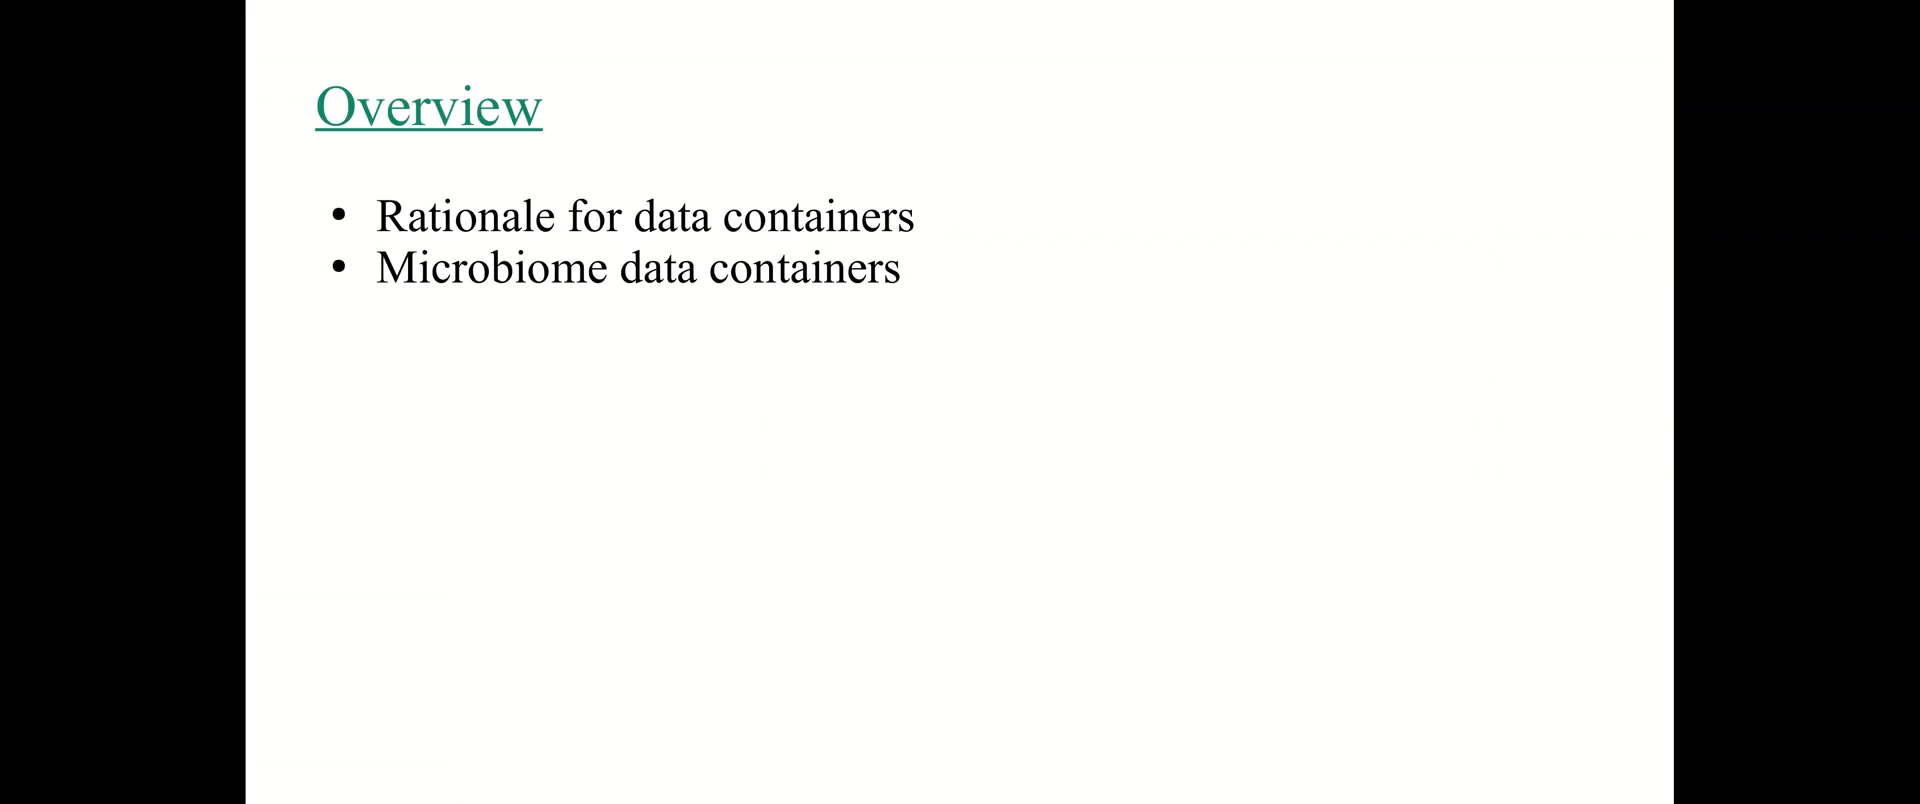 Overview
• Rationale for data containers
• Microbiome data containers